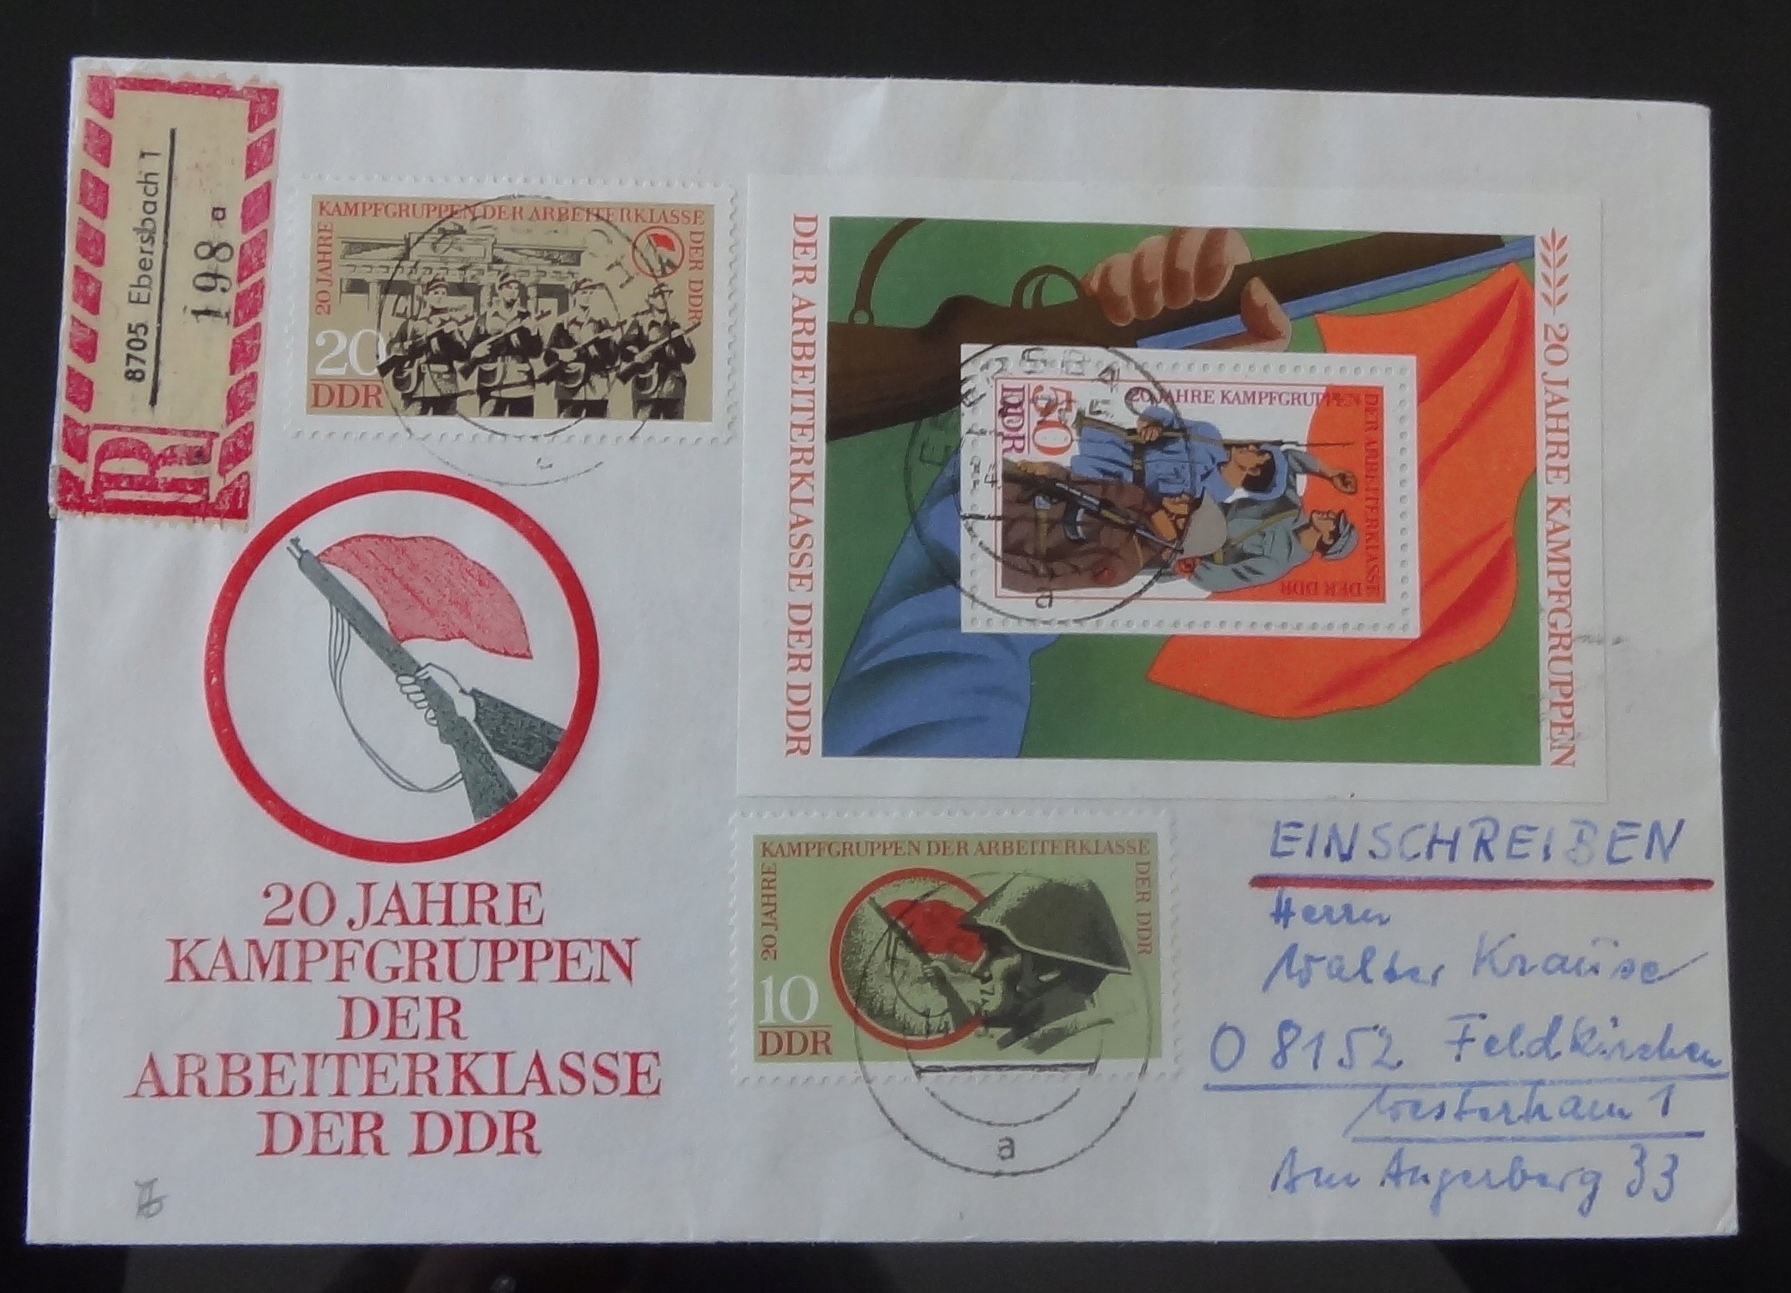 8705 Ebersbach 1
198 a
R
20 JAHRE KAMPFGRUPPEN DER ARBEITERKLASSE DER DDR
20
DDR
20 JAHRE KAMPFGRUPPEN
DER ARBEITERKLASSE DER DDR
20 JAHRE KAMPFGRUPPEN DER ARBEITERKLASSE DER DDR
50
DDR
a
20 JAHRE
KAMPFGRUPPEN
DER
ARBEITERKLASSE
DER DDR
20 JAHRE KAMPFGRUPPEN DER ARBEITERKLASSE DER DDR
10
DDR
a
EINSCHREIBEN
Herrn
Walter Krause
O 8152 Feldkirchen
Westerham 1
Am Angerberg 33